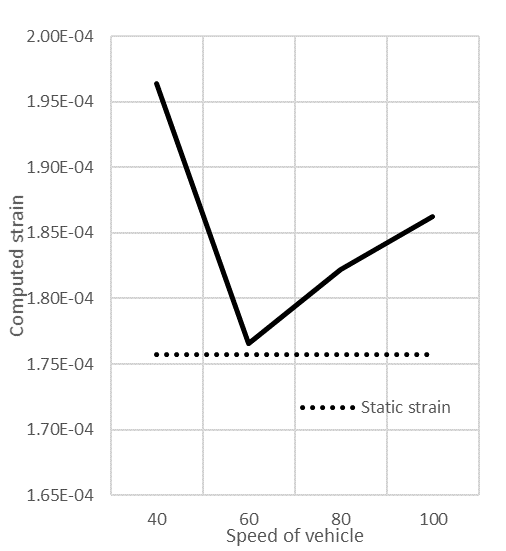 2.00E-04
1.95E-04
1.90E-04
1.85E-04
1.80E-04
1.75E-04
1.70E-04
1.65E-04
Computed strain
Static strain
40 60 80 100
Speed of vehicle